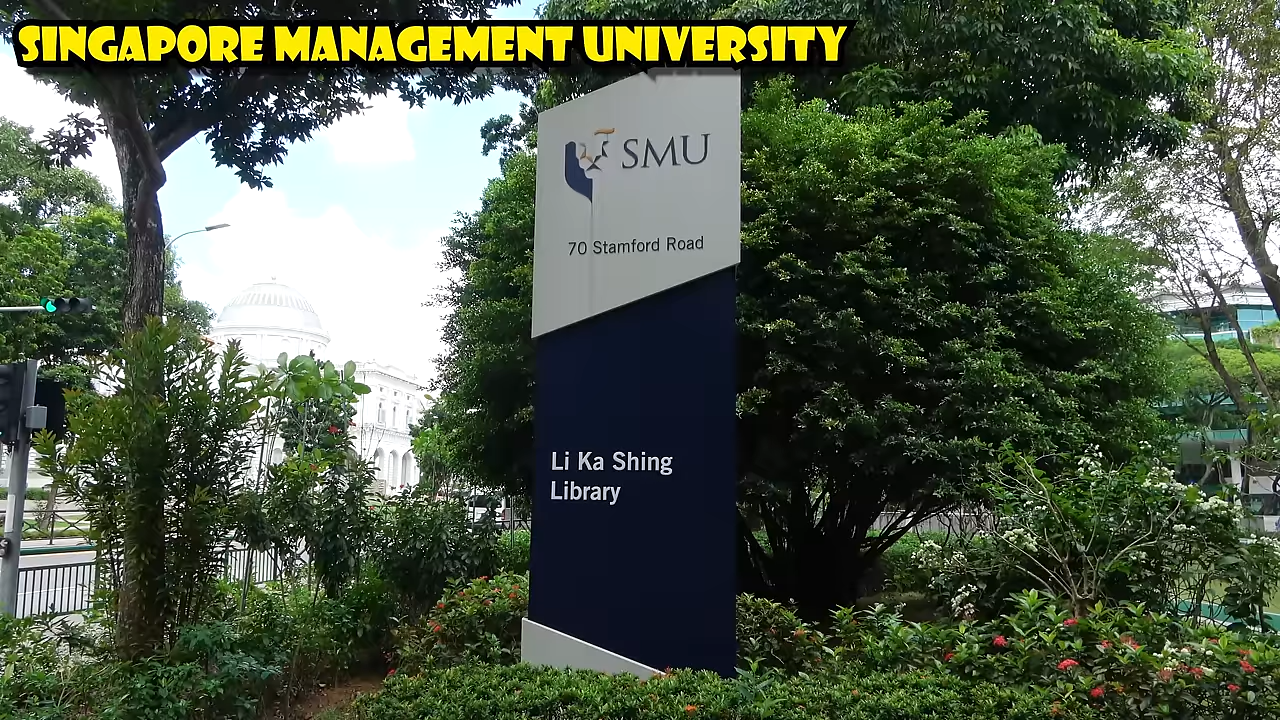 SINGAPORE MANAGEMENT UNIVERSITY
SMU
70 Stamford Road
Li Ka Shing
Library